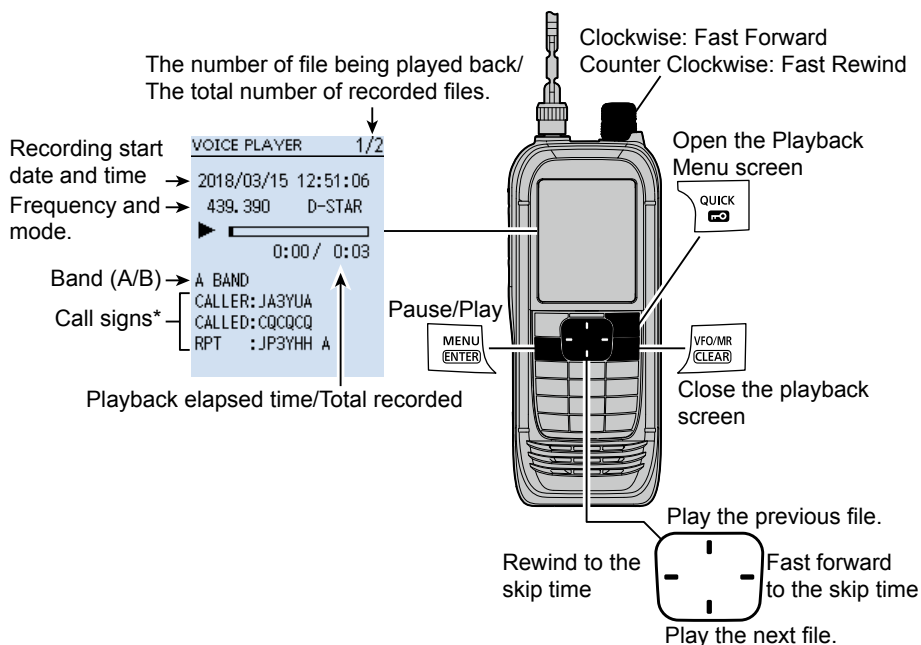 Clockwise: Fast Forward
Counter Clockwise: Fast Rewind
The number of file being played back/
The total number of recorded files.
Open the Playback
Menu screen
QUICK
Recording start
date and time
Frequency and
mode.
Band (A/B)
Call signs*
VOICE PLAYER 1/2
2018/03/15 12:51:06
439.390 D-STAR
0:00 / 0:03
A BAND
CALLER:JA3YUA
CALLED:CQCQCQ
RPT :JP3YHH A
Pause/Play
MENU
ENTER
VFO/MR
CLEAR
Close the playback
screen
Playback elapsed time/Total recorded
Play the previous file.
Rewind to the
skip time
Fast forward
to the skip time
Play the next file.